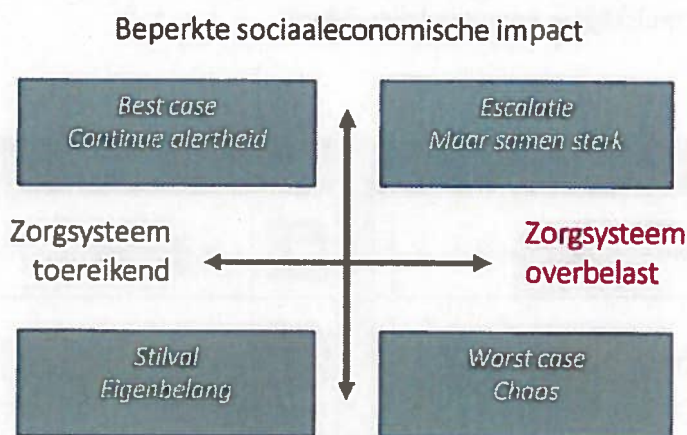 Beperkte sociaaleconomische impact
Best case
Continue alertheid
Escalatie
Maar samen sterk
Zorgsysteem
toereikend
Zorgsysteem
overbelast
Stilval
Eigenbelang
Worst case
Chaos